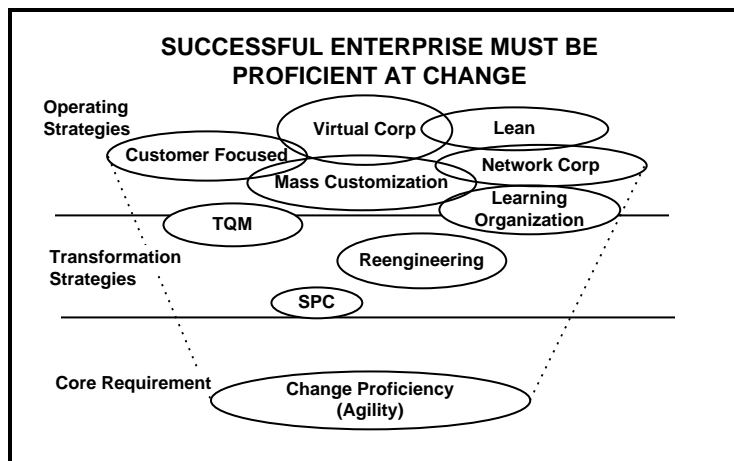 SUCCESSFUL ENTERPRISE MUST BE
PROFICIENT AT CHANGE
Operating
Strategies
Virtual Corp
Lean
Customer Focused
Network Corp
Mass Customization
Learning
Organization
TQM
Transformation
Strategies
Reengineering
SPC
Core Requirement
Change Proficiency
(Agility)